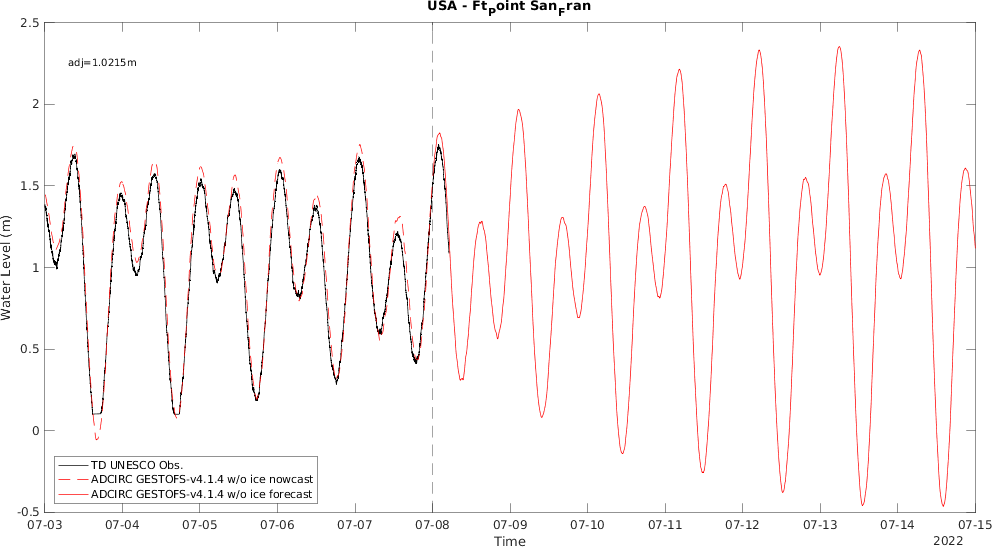 USA - Ft_Point San_Fran
adj=1.0215m
2.5
2
1.5
1
0.5
0
-0.5
Water Level (m)
TD UNESCO Obs.
ADCIRC GESTOFS-v4.1.4 w/o ice nowcast
ADCIRC GESTOFS-v4.1.4 w/o ice forecast
07-03 07-04 07-05 07-06 07-07 07-08 07-09 07-10 07-11 07-12 07-13 07-14 07-15
Time
2022